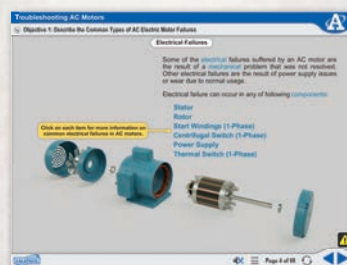 Troubleshooting AC Motors
Objective 1: Describe the Common Types of AC Electric Motor Failures
Electrical Failures
Some of the electrical failures suffered by an AC motor are
the result of a mechanical problem that was not resolved.
Other electrical failures are the result of power supply issues
or wear due to normal usage.
Electrical failure can occur in any of following components:
Stator
Rotor
Start Windings (1-Phase)
Centrifugal Switch (1-Phase)
Power Supply
Thermal Switch (1-Phase)
Click on each item for more information on
common electrical failures in AC motors.